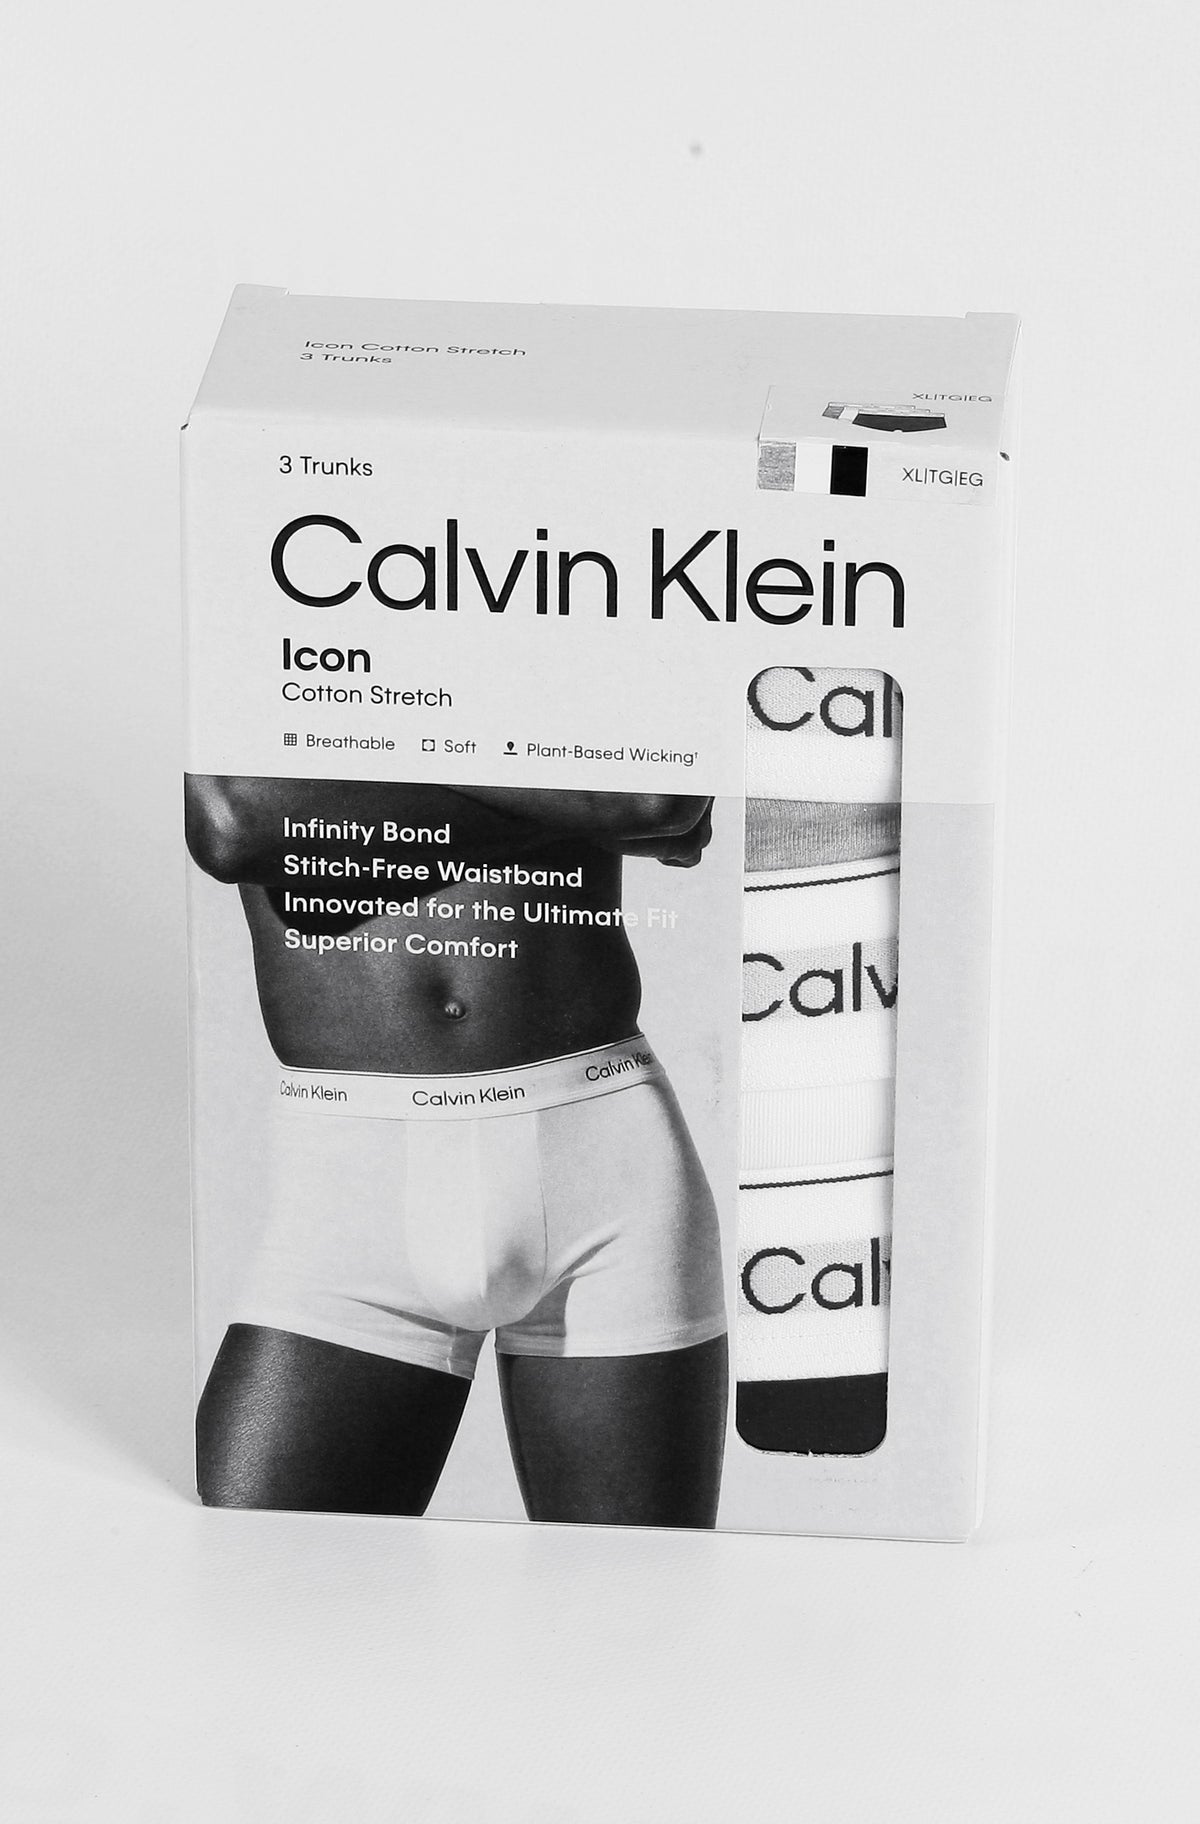 Icon Cotton Stretch
3 Trunks
XL|TG|EG
3 Trunks
XL|TG|EG
Calvin Klein
Icon
Cotton Stretch
Breathable Soft Plant-Based Wicking†
Infinity Bond
Stitch-Free Waistband
Innovated for the Ultimate Fit
Superior Comfort
Calvin Klein Calvin Klein Calvin Klein
Cal
Calv
Cal